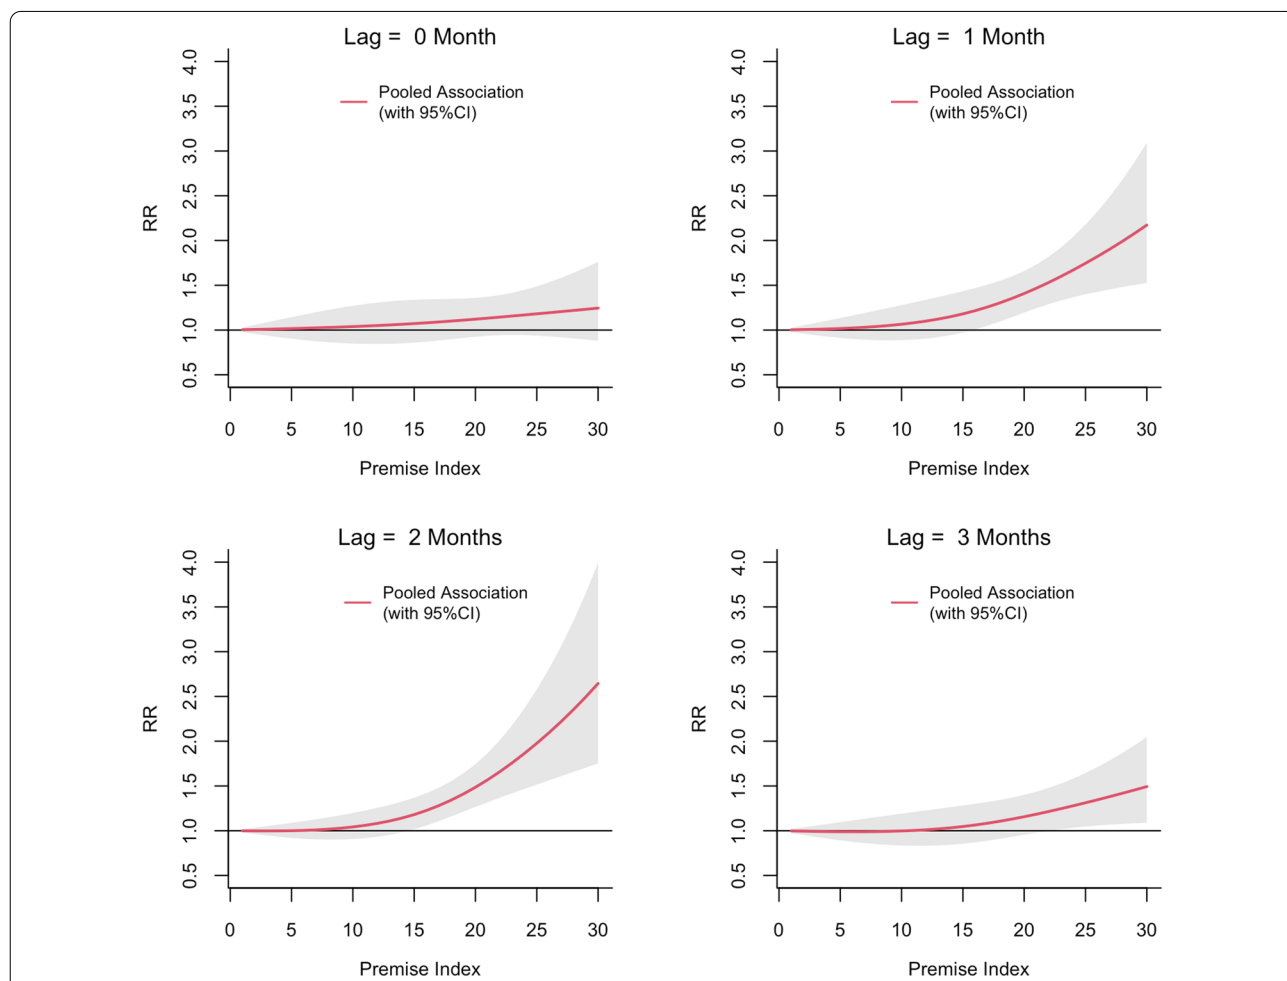 Lag = 0 Month
4.0
3.5
3.0
2.5
2.0
1.5
1.0
0.5
RR
Pooled Association
(with 95%CI)
0 5 10 15 20 25 30
Premise Index
Lag = 1 Month
4.0
3.5
3.0
2.5
2.0
1.5
1.0
0.5
RR
Pooled Association
(with 95%CI)
0 5 10 15 20 25 30
Premise Index
Lag = 2 Months
4.0
3.5
3.0
2.5
2.0
1.5
1.0
0.5
RR
Pooled Association
(with 95%CI)
0 5 10 15 20 25 30
Premise Index
Lag = 3 Months
4.0
3.5
3.0
2.5
2.0
1.5
1.0
0.5
RR
Pooled Association
(with 95%CI)
0 5 10 15 20 25 30
Premise Index